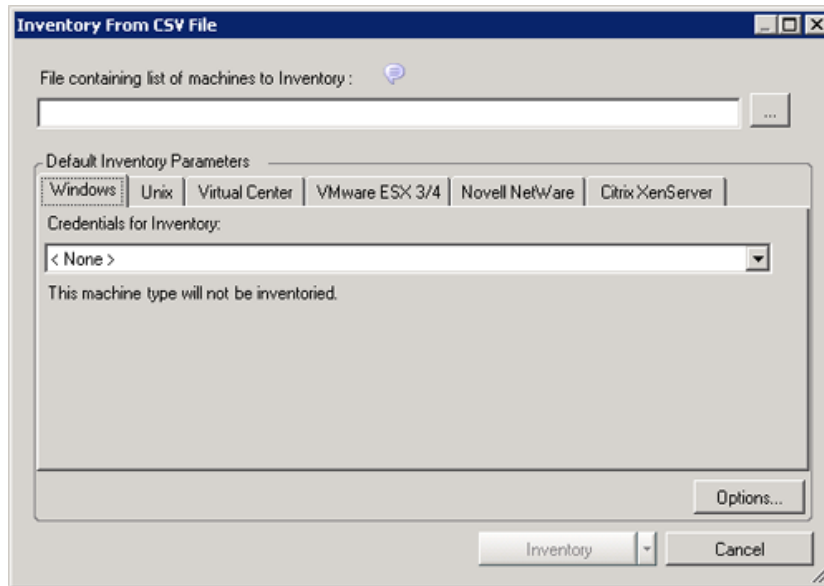 Inventory From CSV File
File containing list of machines to Inventory :
...
Default Inventory Parameters
Windows Unix Virtual Center VMware ESX 3/4 Novell NetWare Citrix XenServer
Credentials for Inventory:
< None >
This machine type will not be inventoried.
Options...
Inventory Cancel